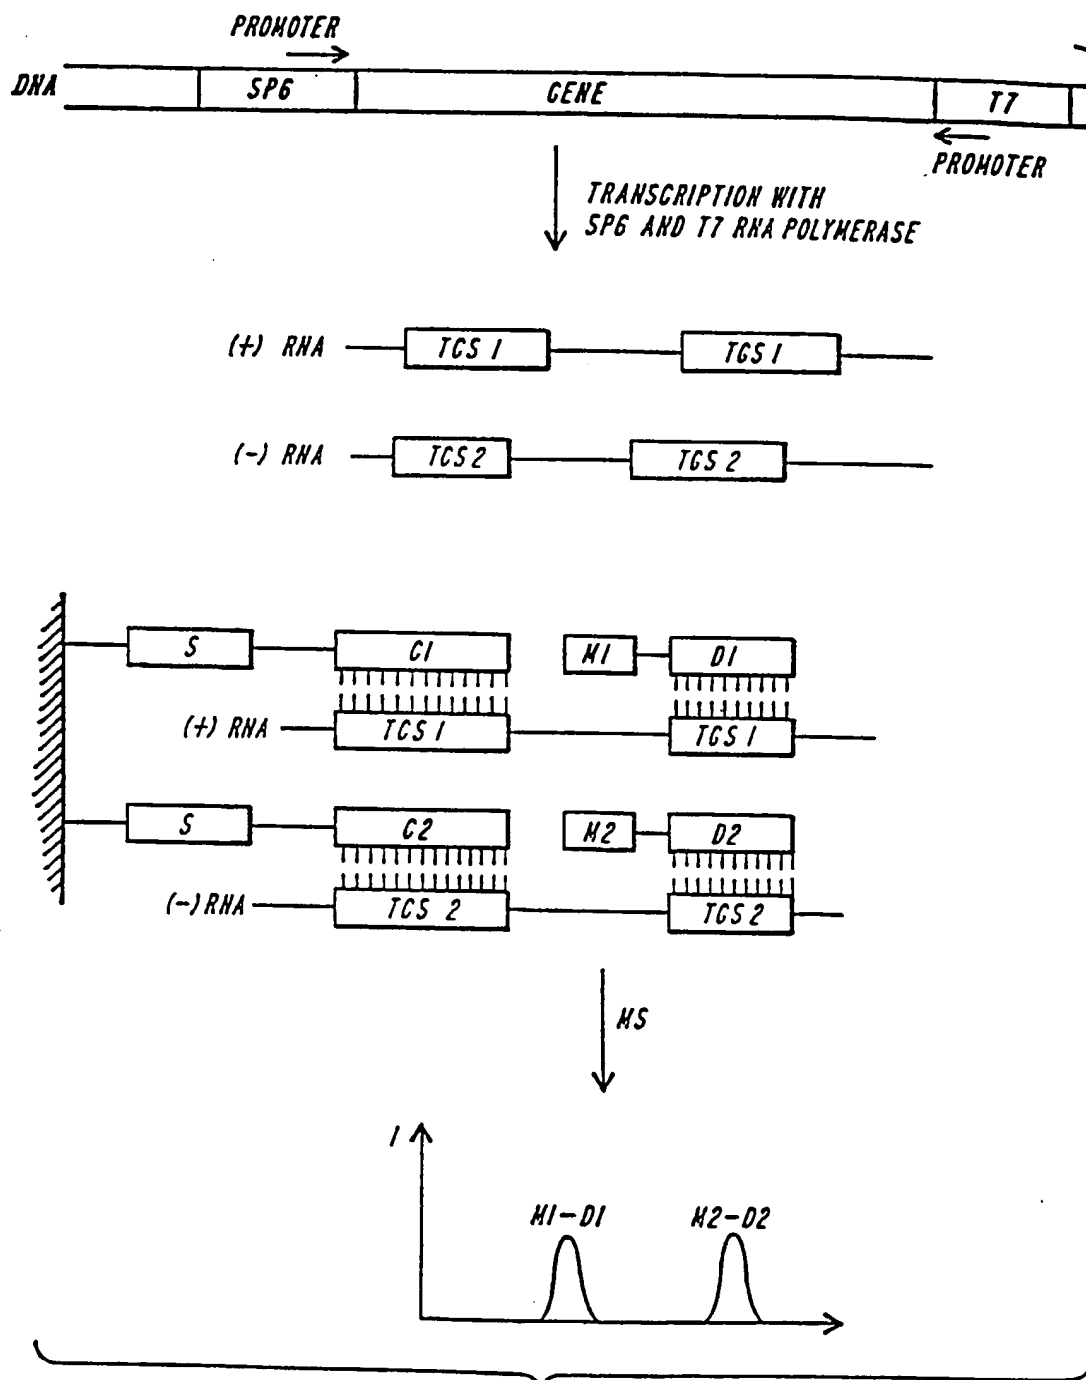 PROMOTER
DNA SP6 GENE T7
PROMOTER
TRANSCRIPTION WITH
SP6 AND T7 RNA POLYMERASE
(+) RNA TCS 1 TCS 1
(-) RNA TCS 2 TCS 2
S C1 M1 D1
(+) RNA TCS 1 TCS 1
S C2 M2 D2
(-) RNA TCS 2 TCS 2
MS
I
M1-D1 M2-D2